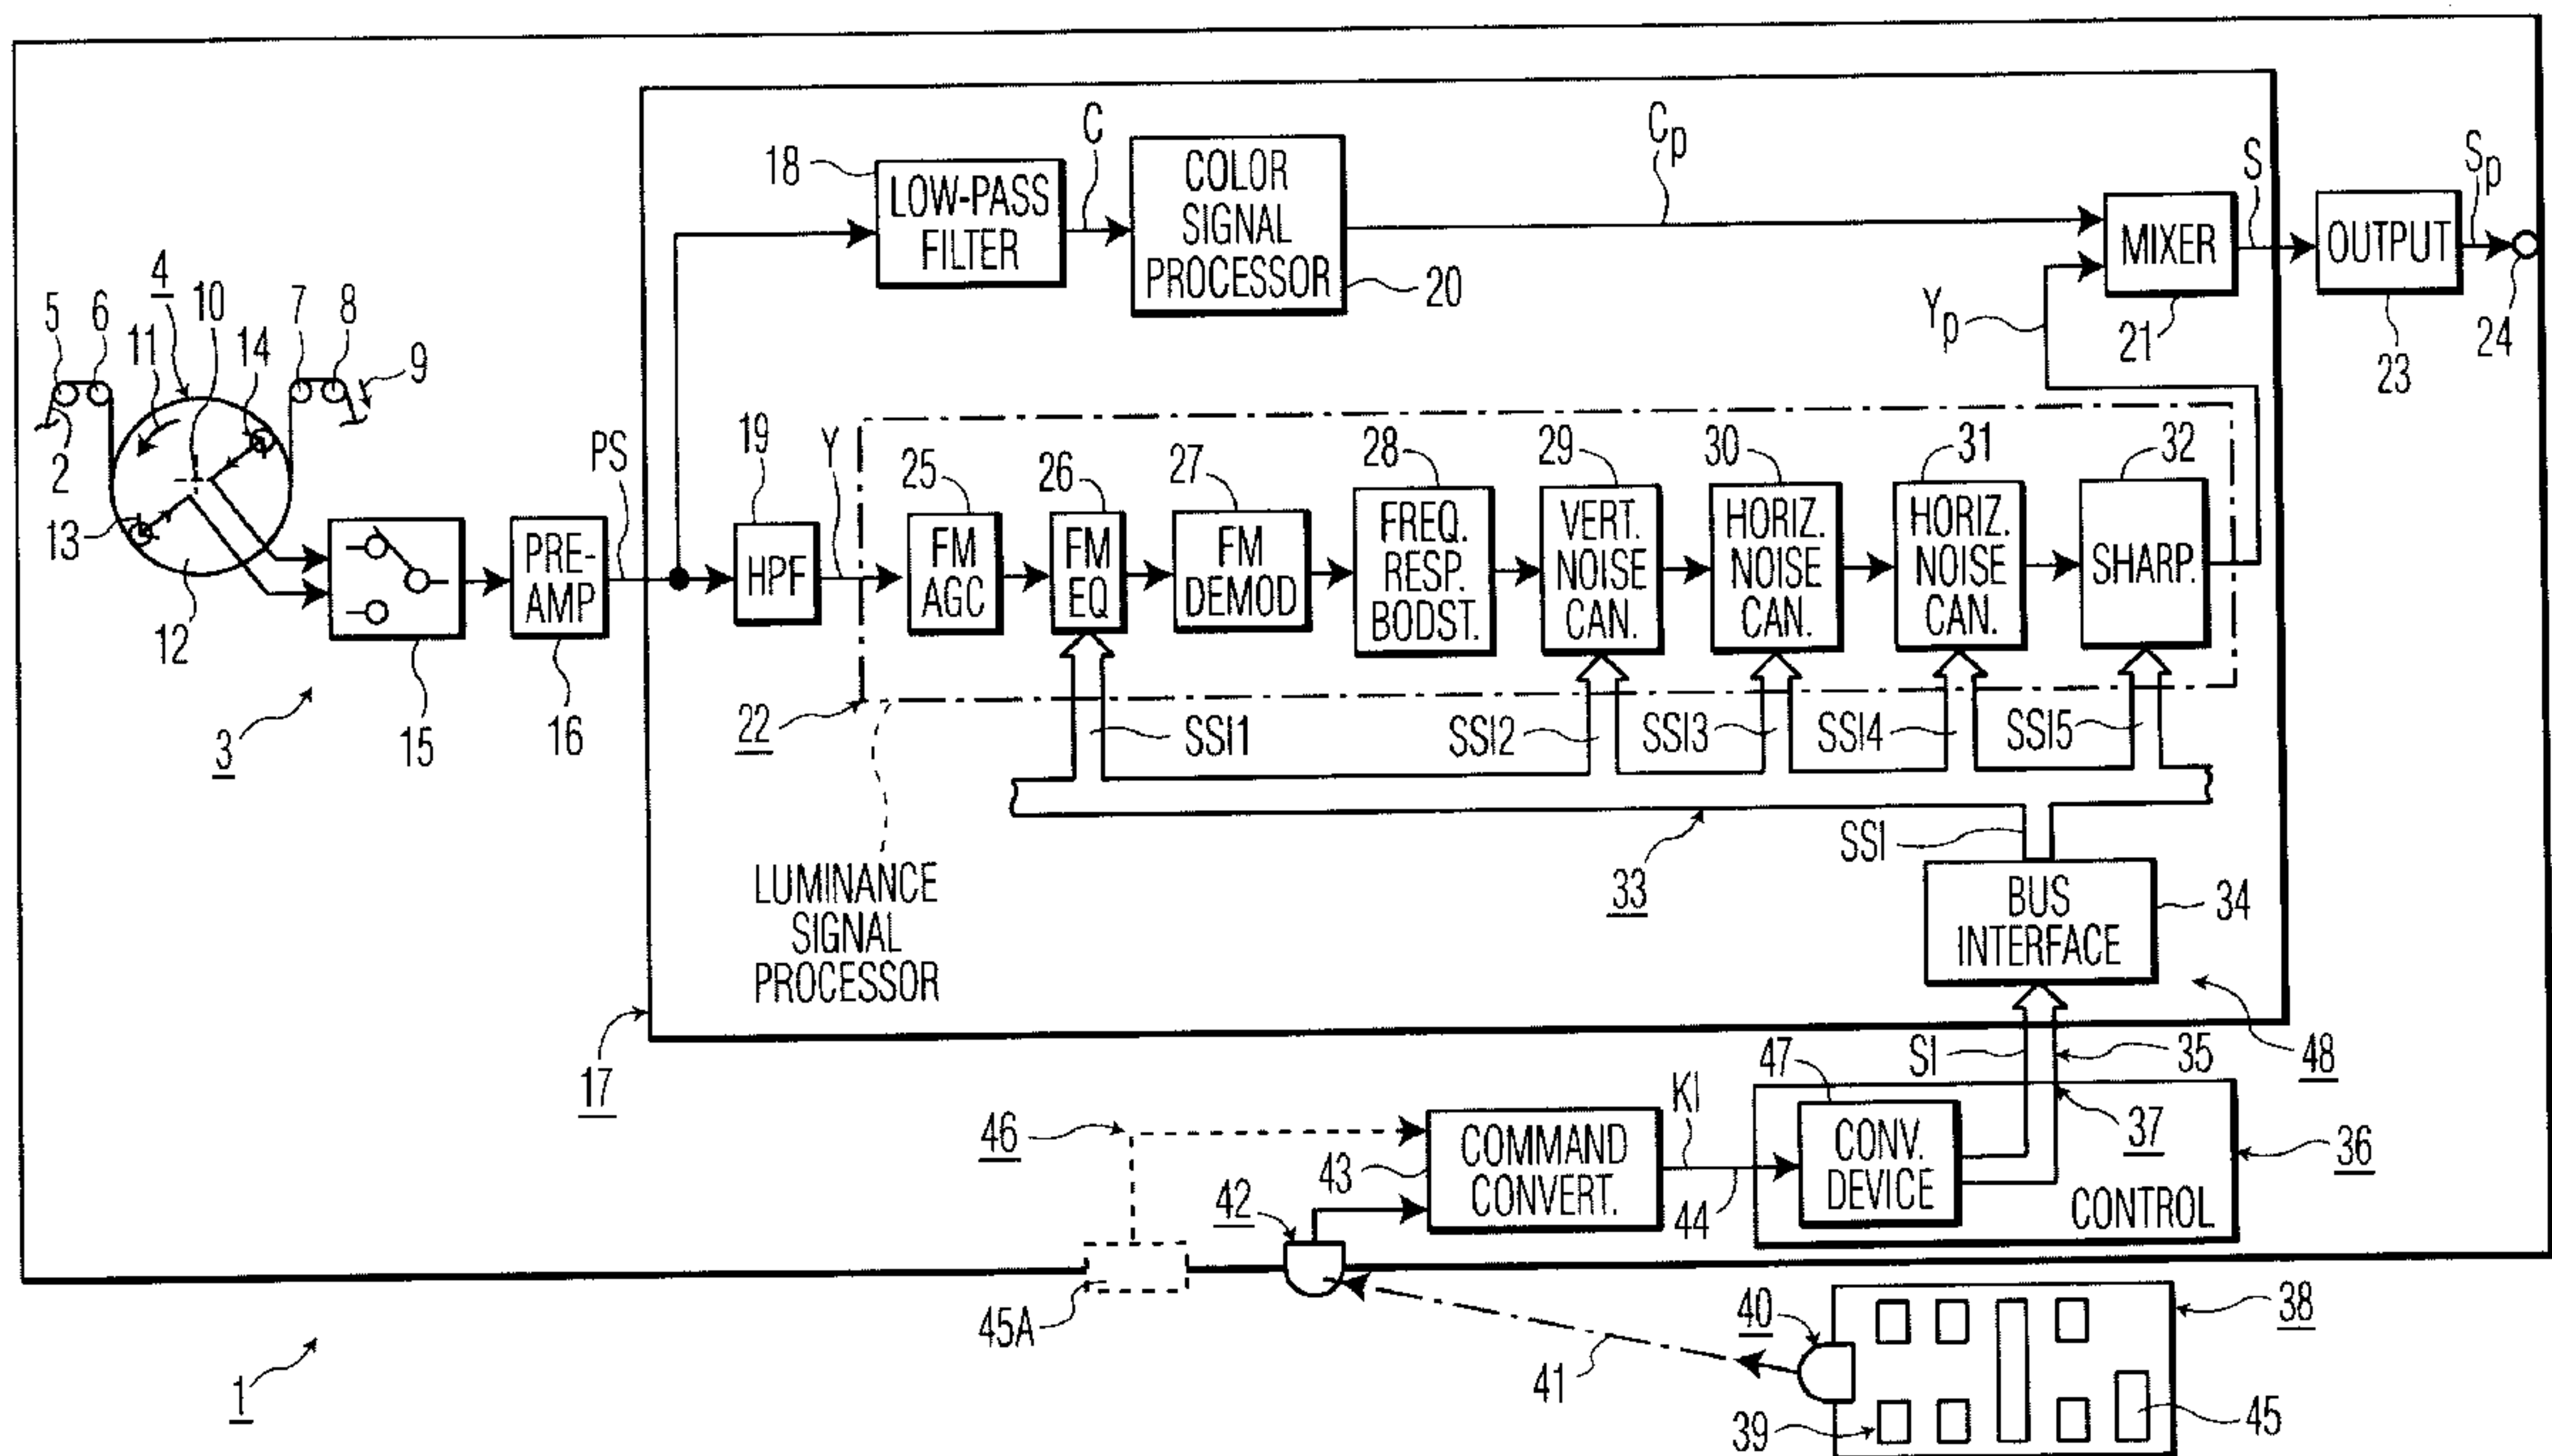 C
Cp
18
LOW-PASS
FILTER
COLOR
SIGNAL
PROCESSOR
20
S
Sp
MIXER
21
OUTPUT
23
24
Yp
4
5
6
11
10
14
7
8
9
2
13
12
3
15
PRE-
AMP
16
PS
19
HPF
Y
25
FM
AGC
26
FM
EQ
27
FM
DEMOD
28
FREQ.
RESP.
BODST.
29
VERT.
NOISE
CAN.
30
HORIZ.
NOISE
CAN.
31
HORIZ.
NOISE
CAN.
32
SHARP.
22
SSI1
SSI2
SSI3
SSI4
SSI5
LUMINANCE
SIGNAL
PROCESSOR
33
SSI
BUS
INTERFACE
34
17
SI
35
48
46
43
COMMAND
CONVERT.
KI
44
47
CONV.
DEVICE
37
CONTROL
36
42
45A
1
41
40
38
39
45